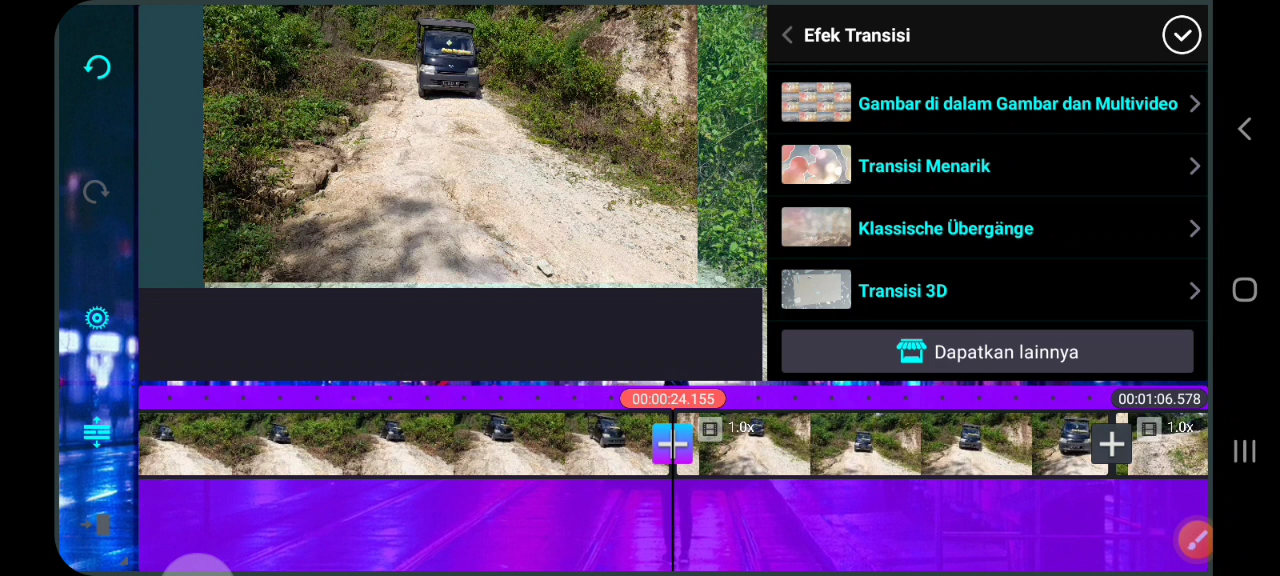 Efek Transisi
Gambar di dalam Gambar dan Multivideo
Transisi Menarik
Klassische Übergänge
Transisi 3D
Dapatkan lainnya
00:00:24.155
00:01:06.578
1.0x
1.0x